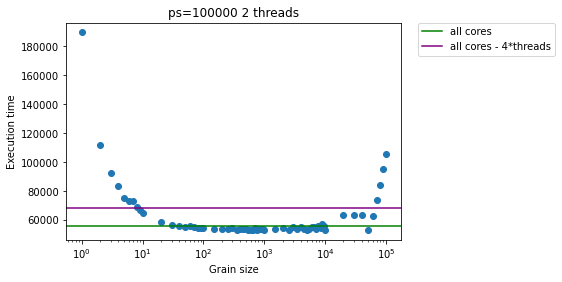 ps=100000 2 threads
all cores
all cores - 4*threads
Execution time
180000
160000
140000
120000
100000
80000
60000
10⁰
10¹
10²
10³
10⁴
10⁵
Grain size